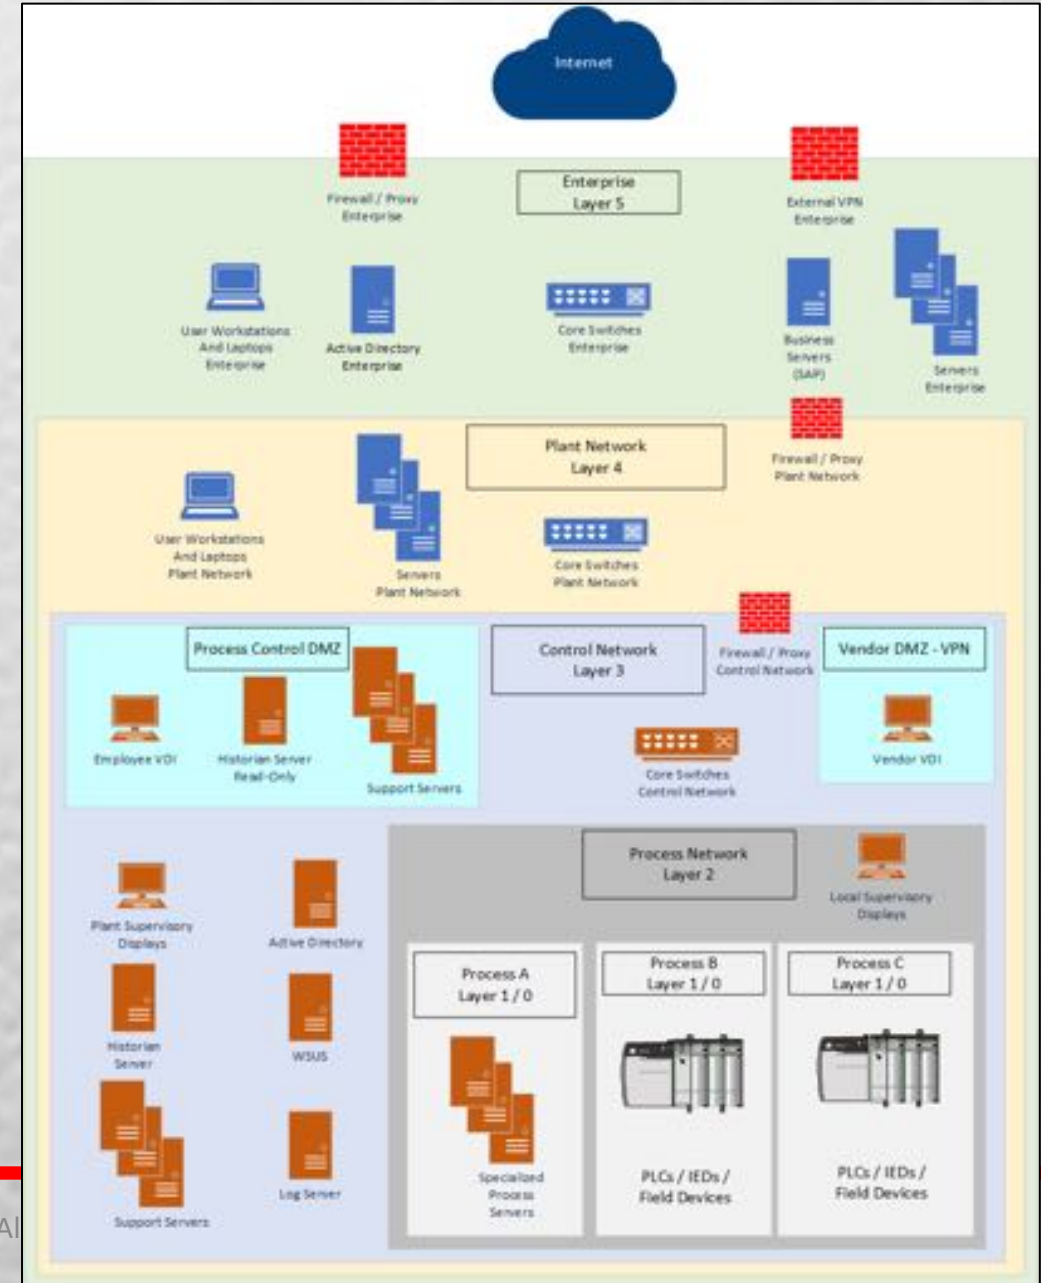 Internet
Firewall / Proxy
Enterprise
Enterprise
Layer 5
External VPN
Enterprise
User Workstations
And Laptops
Enterprise
Active Directory
Enterprise
Core Switches
Enterprise
Business
Servers
(SAP)
Servers
Enterprise
Plant Network
Layer 4
Firewall / Proxy
Plant Network
User Workstations
And Laptops
Plant Network
Servers
Plant Network
Core Switches
Plant Network
Process Control DMZ
Control Network
Layer 3
Firewall / Proxy
Control Network
Vendor DMZ - VPN
Employee VDI
Historian Server
Read-Only
Support Servers
Core Switches
Control Network
Vendor VDI
Process Network
Layer 2
Local Supervisory
Displays
Plant Supervisory
Displays
Active Directory
Historian
Server
WSUS
Support Servers
Log Server
Process A
Layer 1 / 0
Process B
Layer 1 / 0
Process C
Layer 1 / 0
Specialized
Process
Servers
PLCs / IEDs /
Field Devices
PLCs / IEDs /
Field Devices